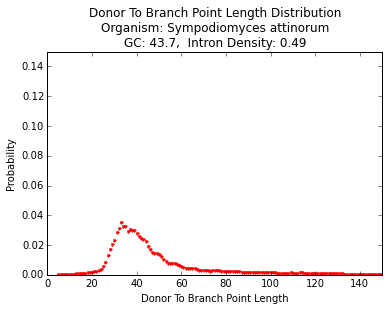 Donor To Branch Point Length Distribution
Organism: Sympodiomyces attinorum
GC: 43.7,  Intron Density: 0.49
0.14
0.12
0.10
0.08
0.06
0.04
0.02
0.00
Probability
0 20 40 60 80 100 120 140
Donor To Branch Point Length